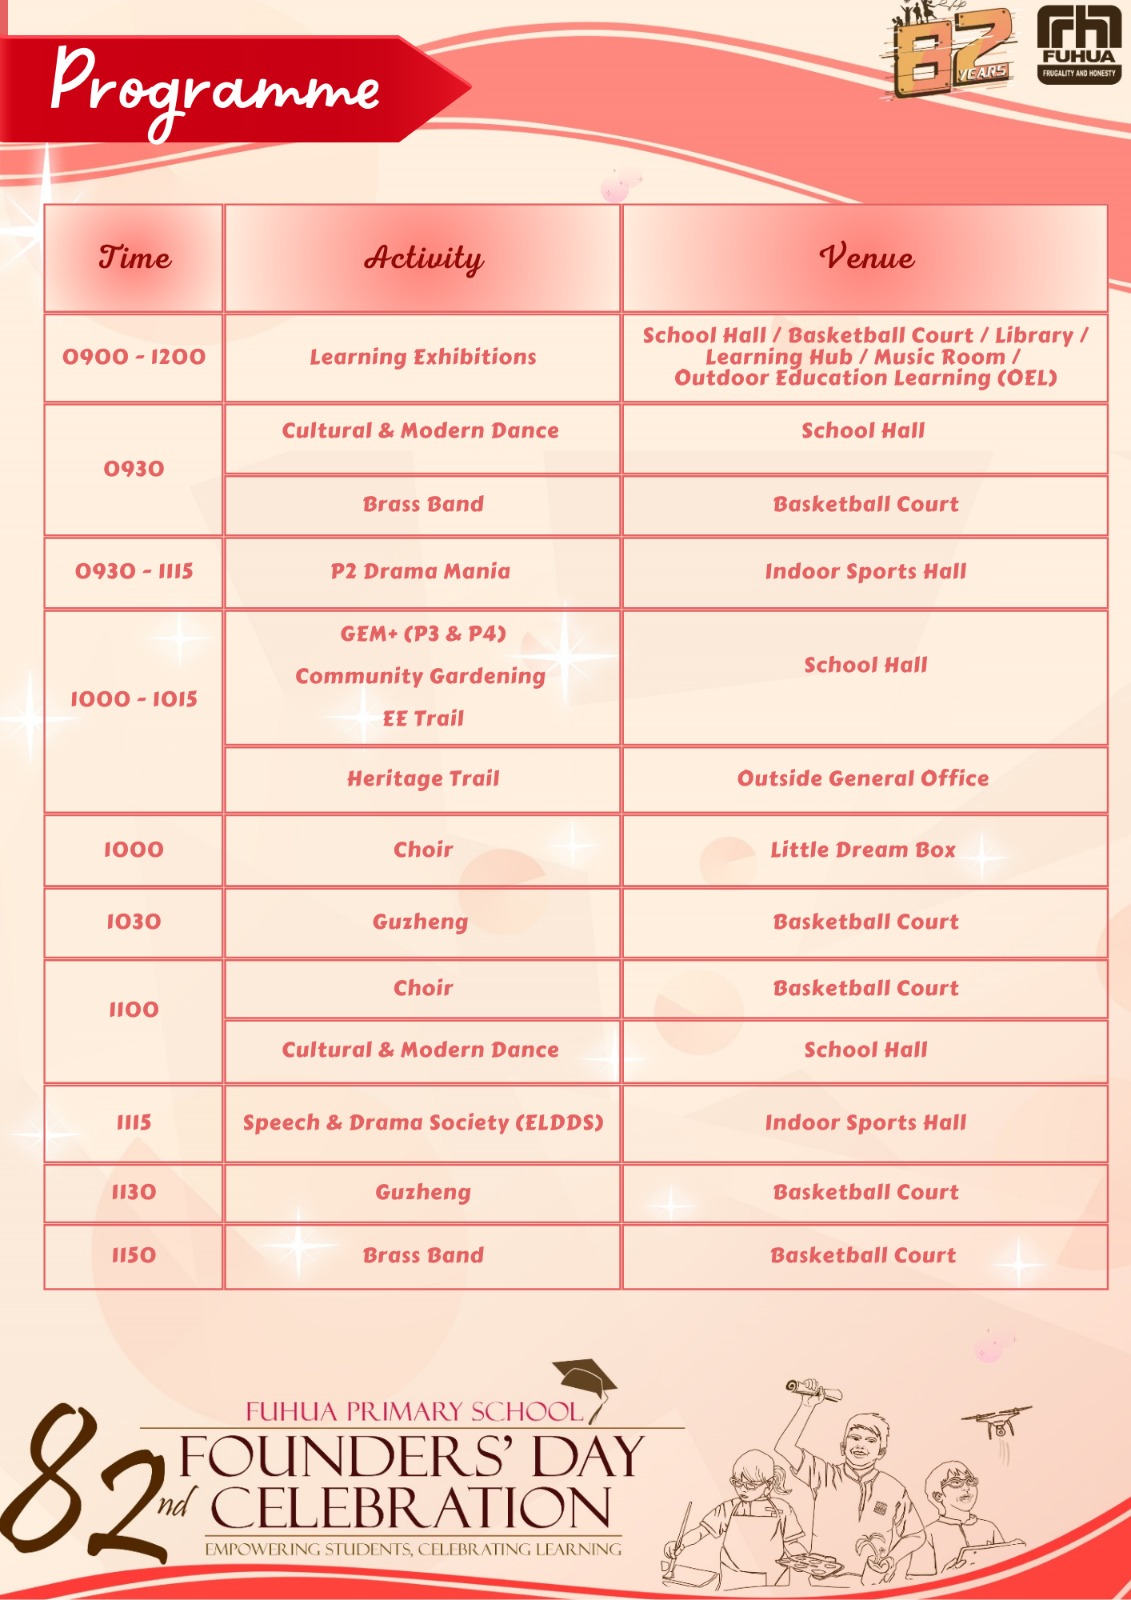 Programme
82
YEARS
FUHUA
FRUGALITY AND HONESTY
Time
Activity
Venue
0900 - 1200
Learning Exhibitions
School Hall / Basketball Court / Library /
Learning Hub / Music Room /
Outdoor Education Learning (OEL)
0930
Cultural & Modern Dance
School Hall
Brass Band
Basketball Court
0930 - 1115
P2 Drama Mania
Indoor Sports Hall
1000 - 1015
GEM+ (P3 & P4)
Community Gardening
EE Trail
School Hall
Heritage Trail
Outside General Office
1000
Choir
Little Dream Box
1030
Guzheng
Basketball Court
1100
Choir
Basketball Court
Cultural & Modern Dance
School Hall
1115
Speech & Drama Society (ELDDS)
Indoor Sports Hall
1130
Guzheng
Basketball Court
1150
Brass Band
Basketball Court
FUHUA PRIMARY SCHOOL
82nd FOUNDERS' DAY
CELEBRATION
EMPOWERING STUDENTS, CELEBRATING LEARNING